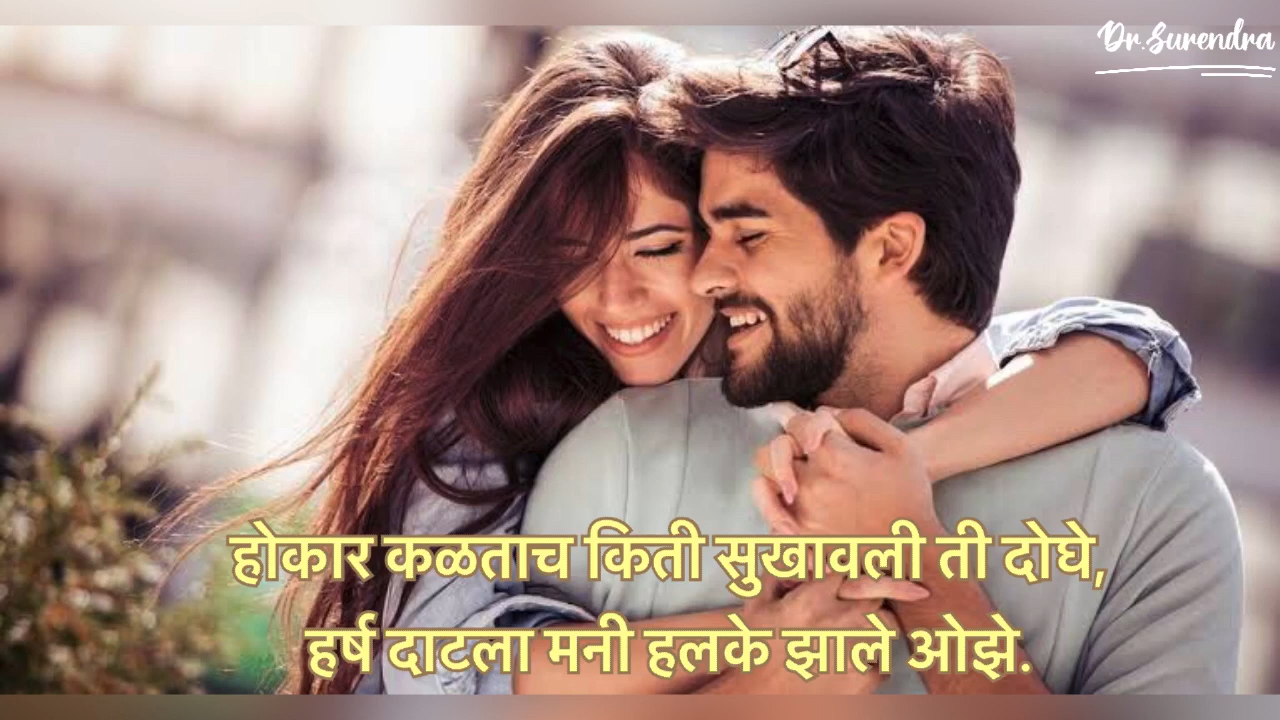 Dr.Surendra
होकार कळताच किती सुखावली ती दोघे,
हर्ष दाटला मनी हलके झाले ओझे.